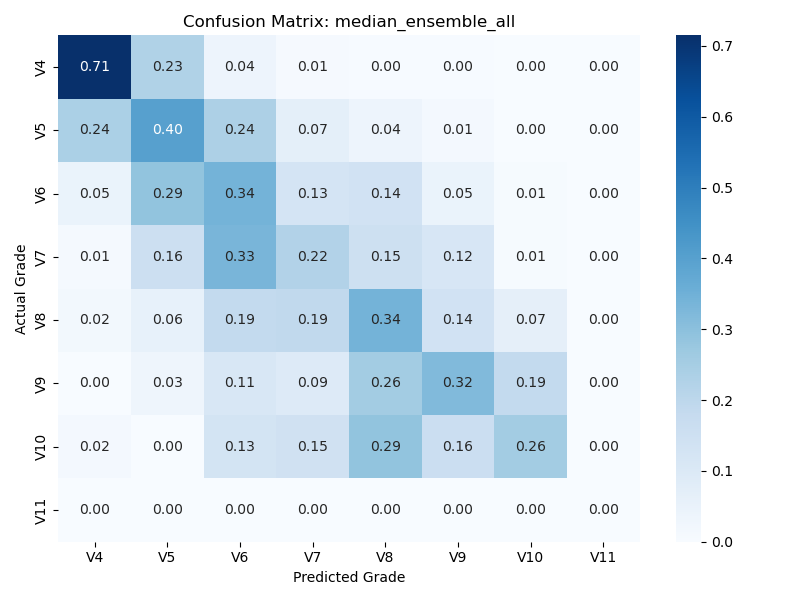 Confusion Matrix: median_ensemble_all
V4 0.71 0.23 0.04 0.01 0.00 0.00 0.00 0.00
V5 0.24 0.40 0.24 0.07 0.04 0.01 0.00 0.00
V6 0.05 0.29 0.34 0.13 0.14 0.05 0.01 0.00
V7 0.01 0.16 0.33 0.22 0.15 0.12 0.01 0.00
V8 0.02 0.06 0.19 0.19 0.34 0.14 0.07 0.00
V9 0.00 0.03 0.11 0.09 0.26 0.32 0.19 0.00
V10 0.02 0.00 0.13 0.15 0.29 0.16 0.26 0.00
V11 0.00 0.00 0.00 0.00 0.00 0.00 0.00 0.00
V4 V5 V6 V7 V8 V9 V10 V11
Predicted Grade
Actual Grade
0.7
0.6
0.5
0.4
0.3
0.2
0.1
0.0